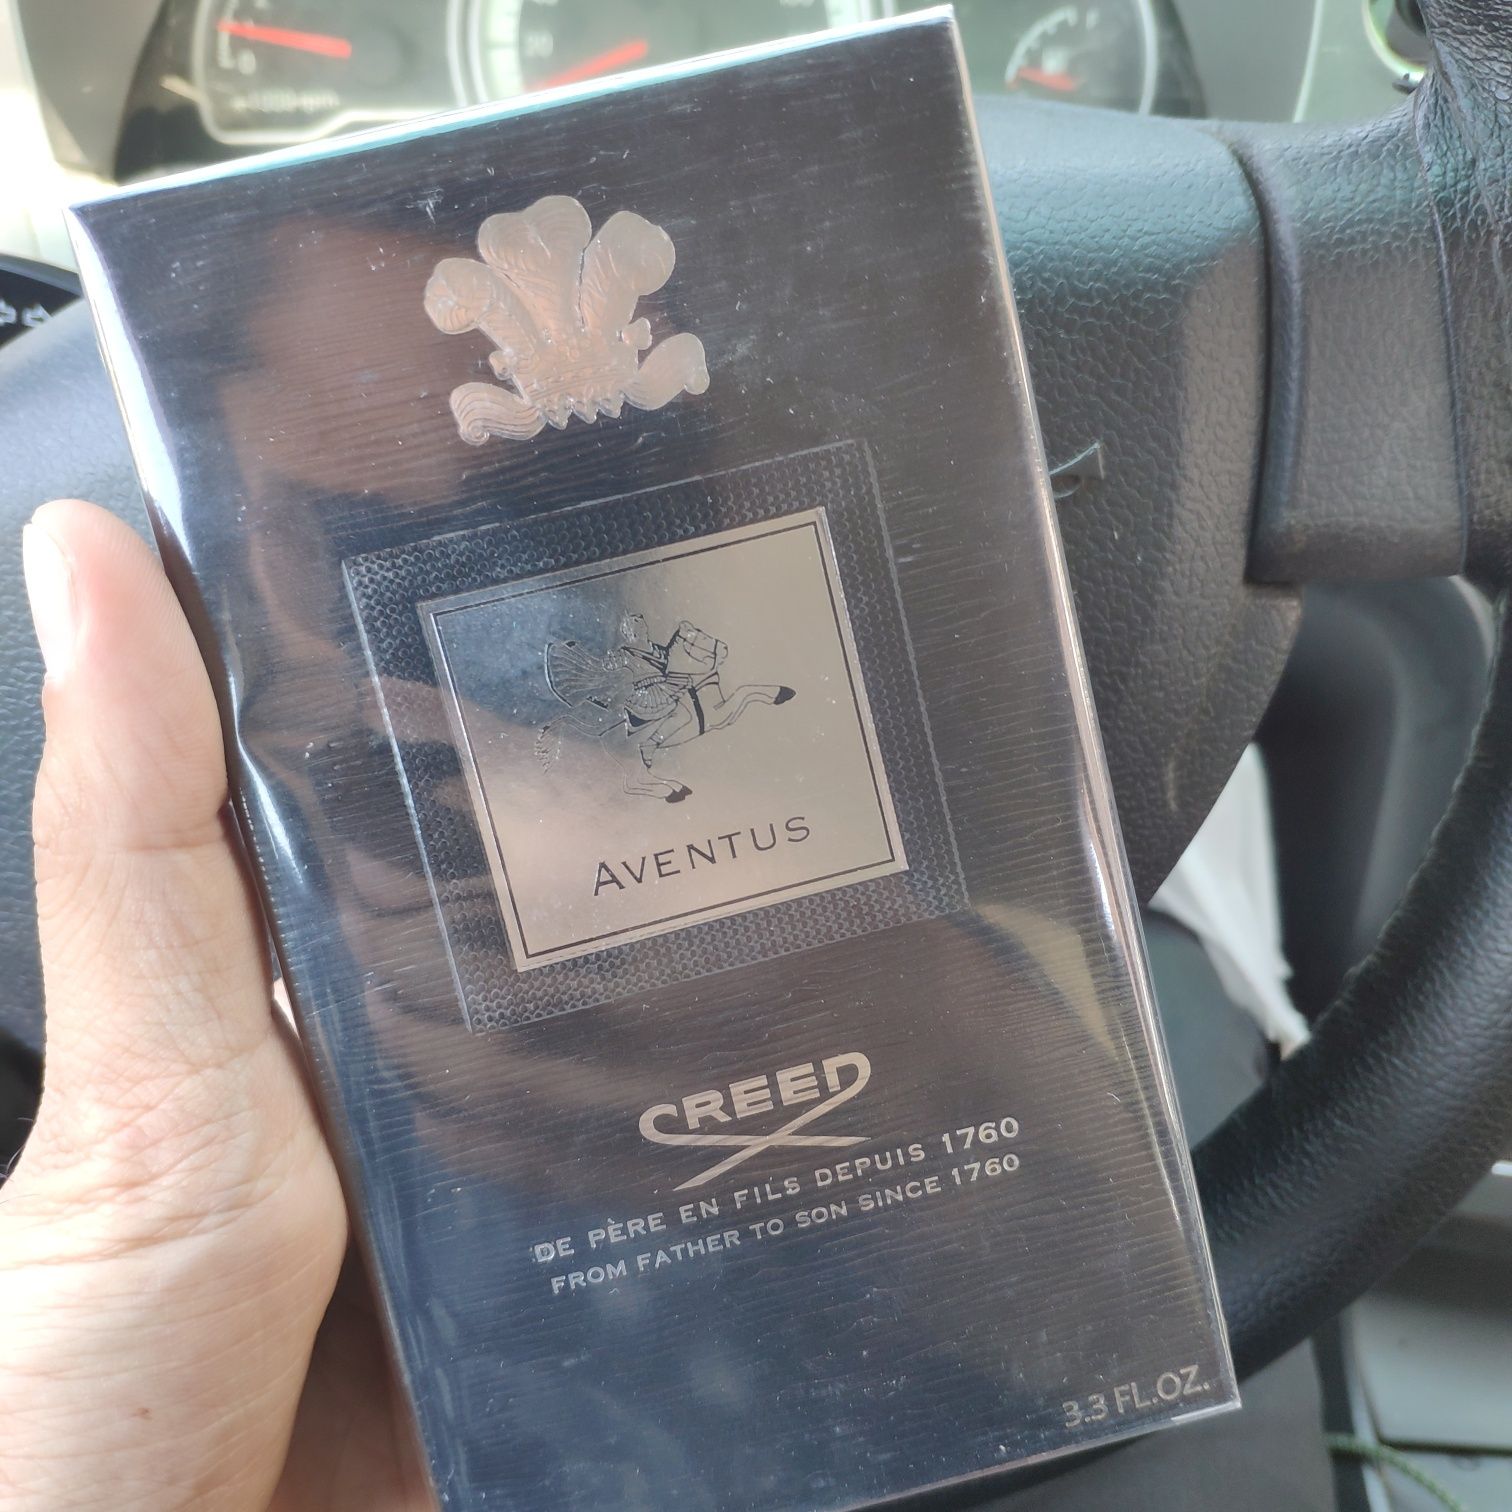 AVENTUS
CREED
DE PÈRE EN FILS DEPUIS 1760
FROM FATHER TO SON SINCE 1760
3.3 FL.OZ.